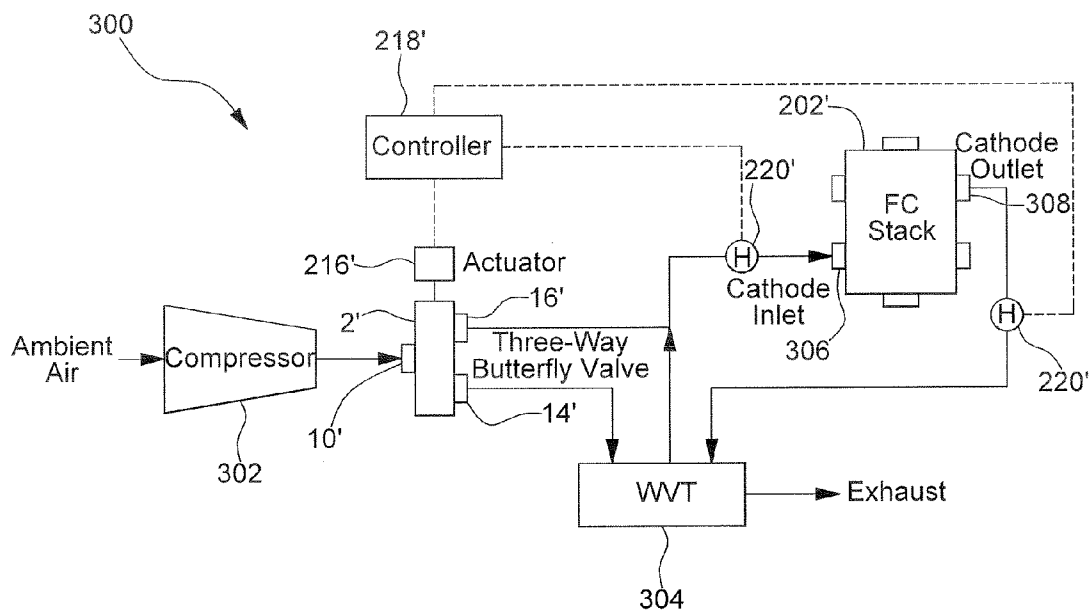 300
218'
Controller
202'
Cathode
Outlet
308
FC
Stack
220'
H
Cathode
Inlet
306
H
220'
216'
Actuator
16'
2'
Ambient
Air
Compressor
Three-Way
Butterfly Valve
10'
14'
302
WVT
Exhaust
304